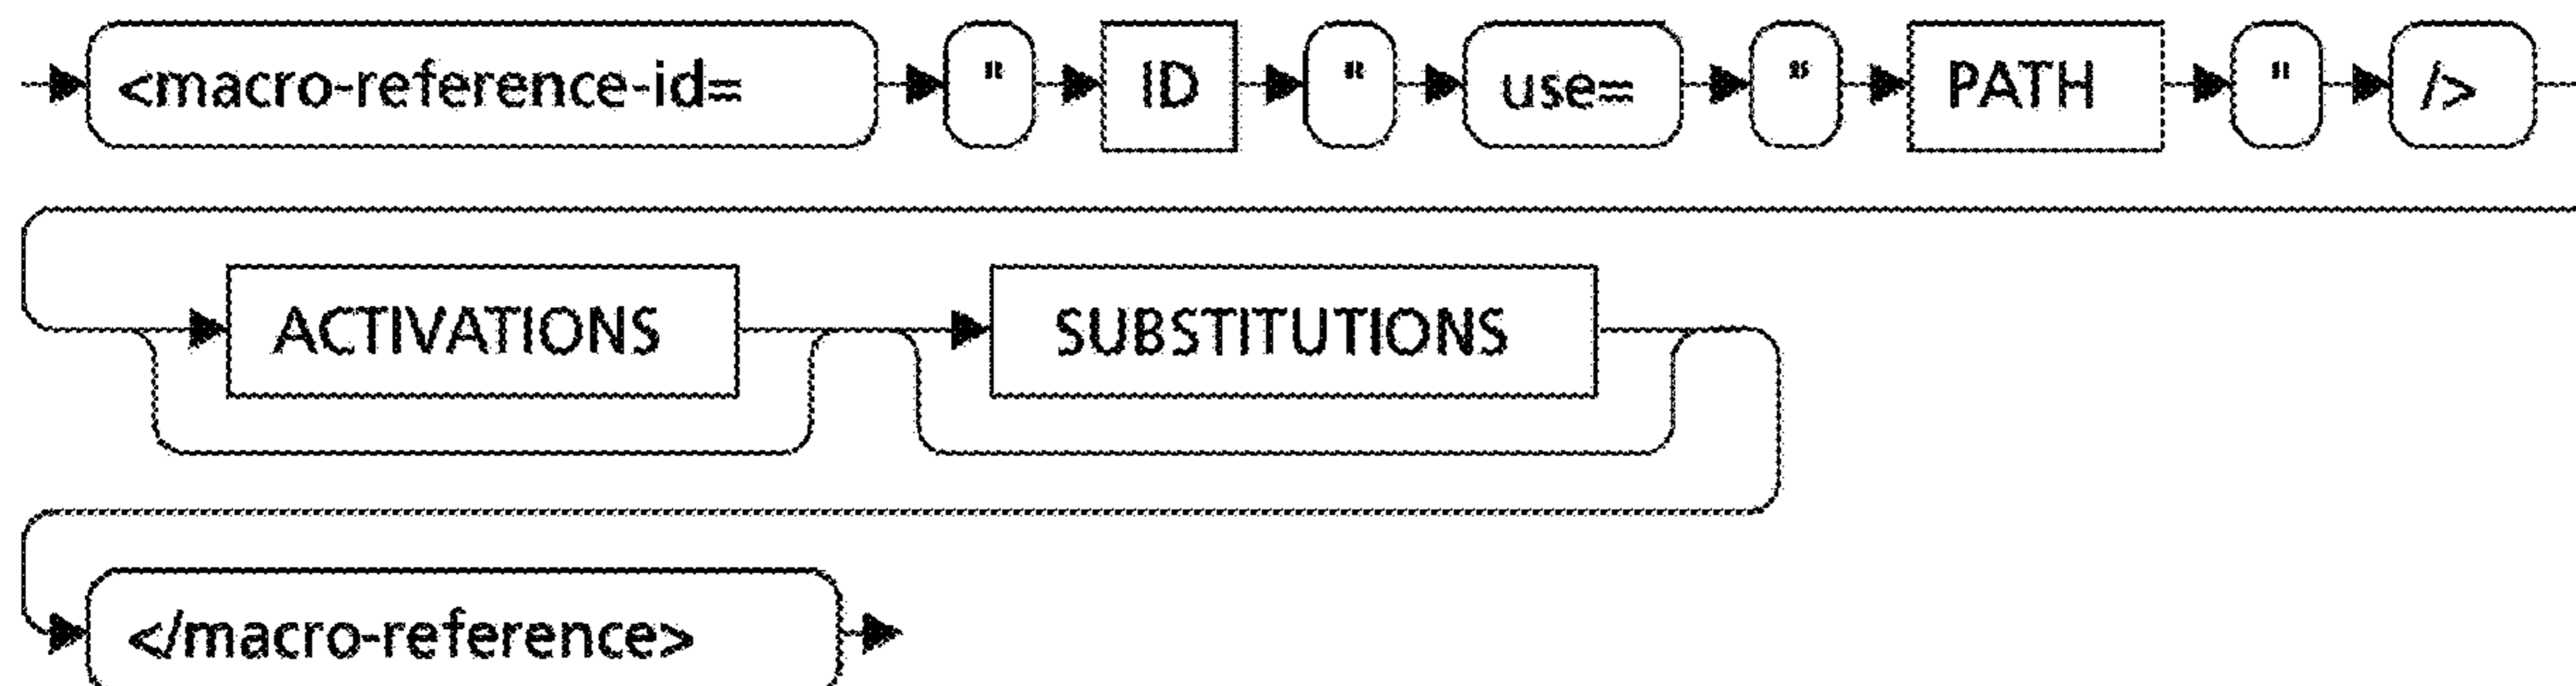 <macro-reference-id= " ID " use= " PATH " />
ACTIVATIONS SUBSTITUTIONS
</macro-reference>